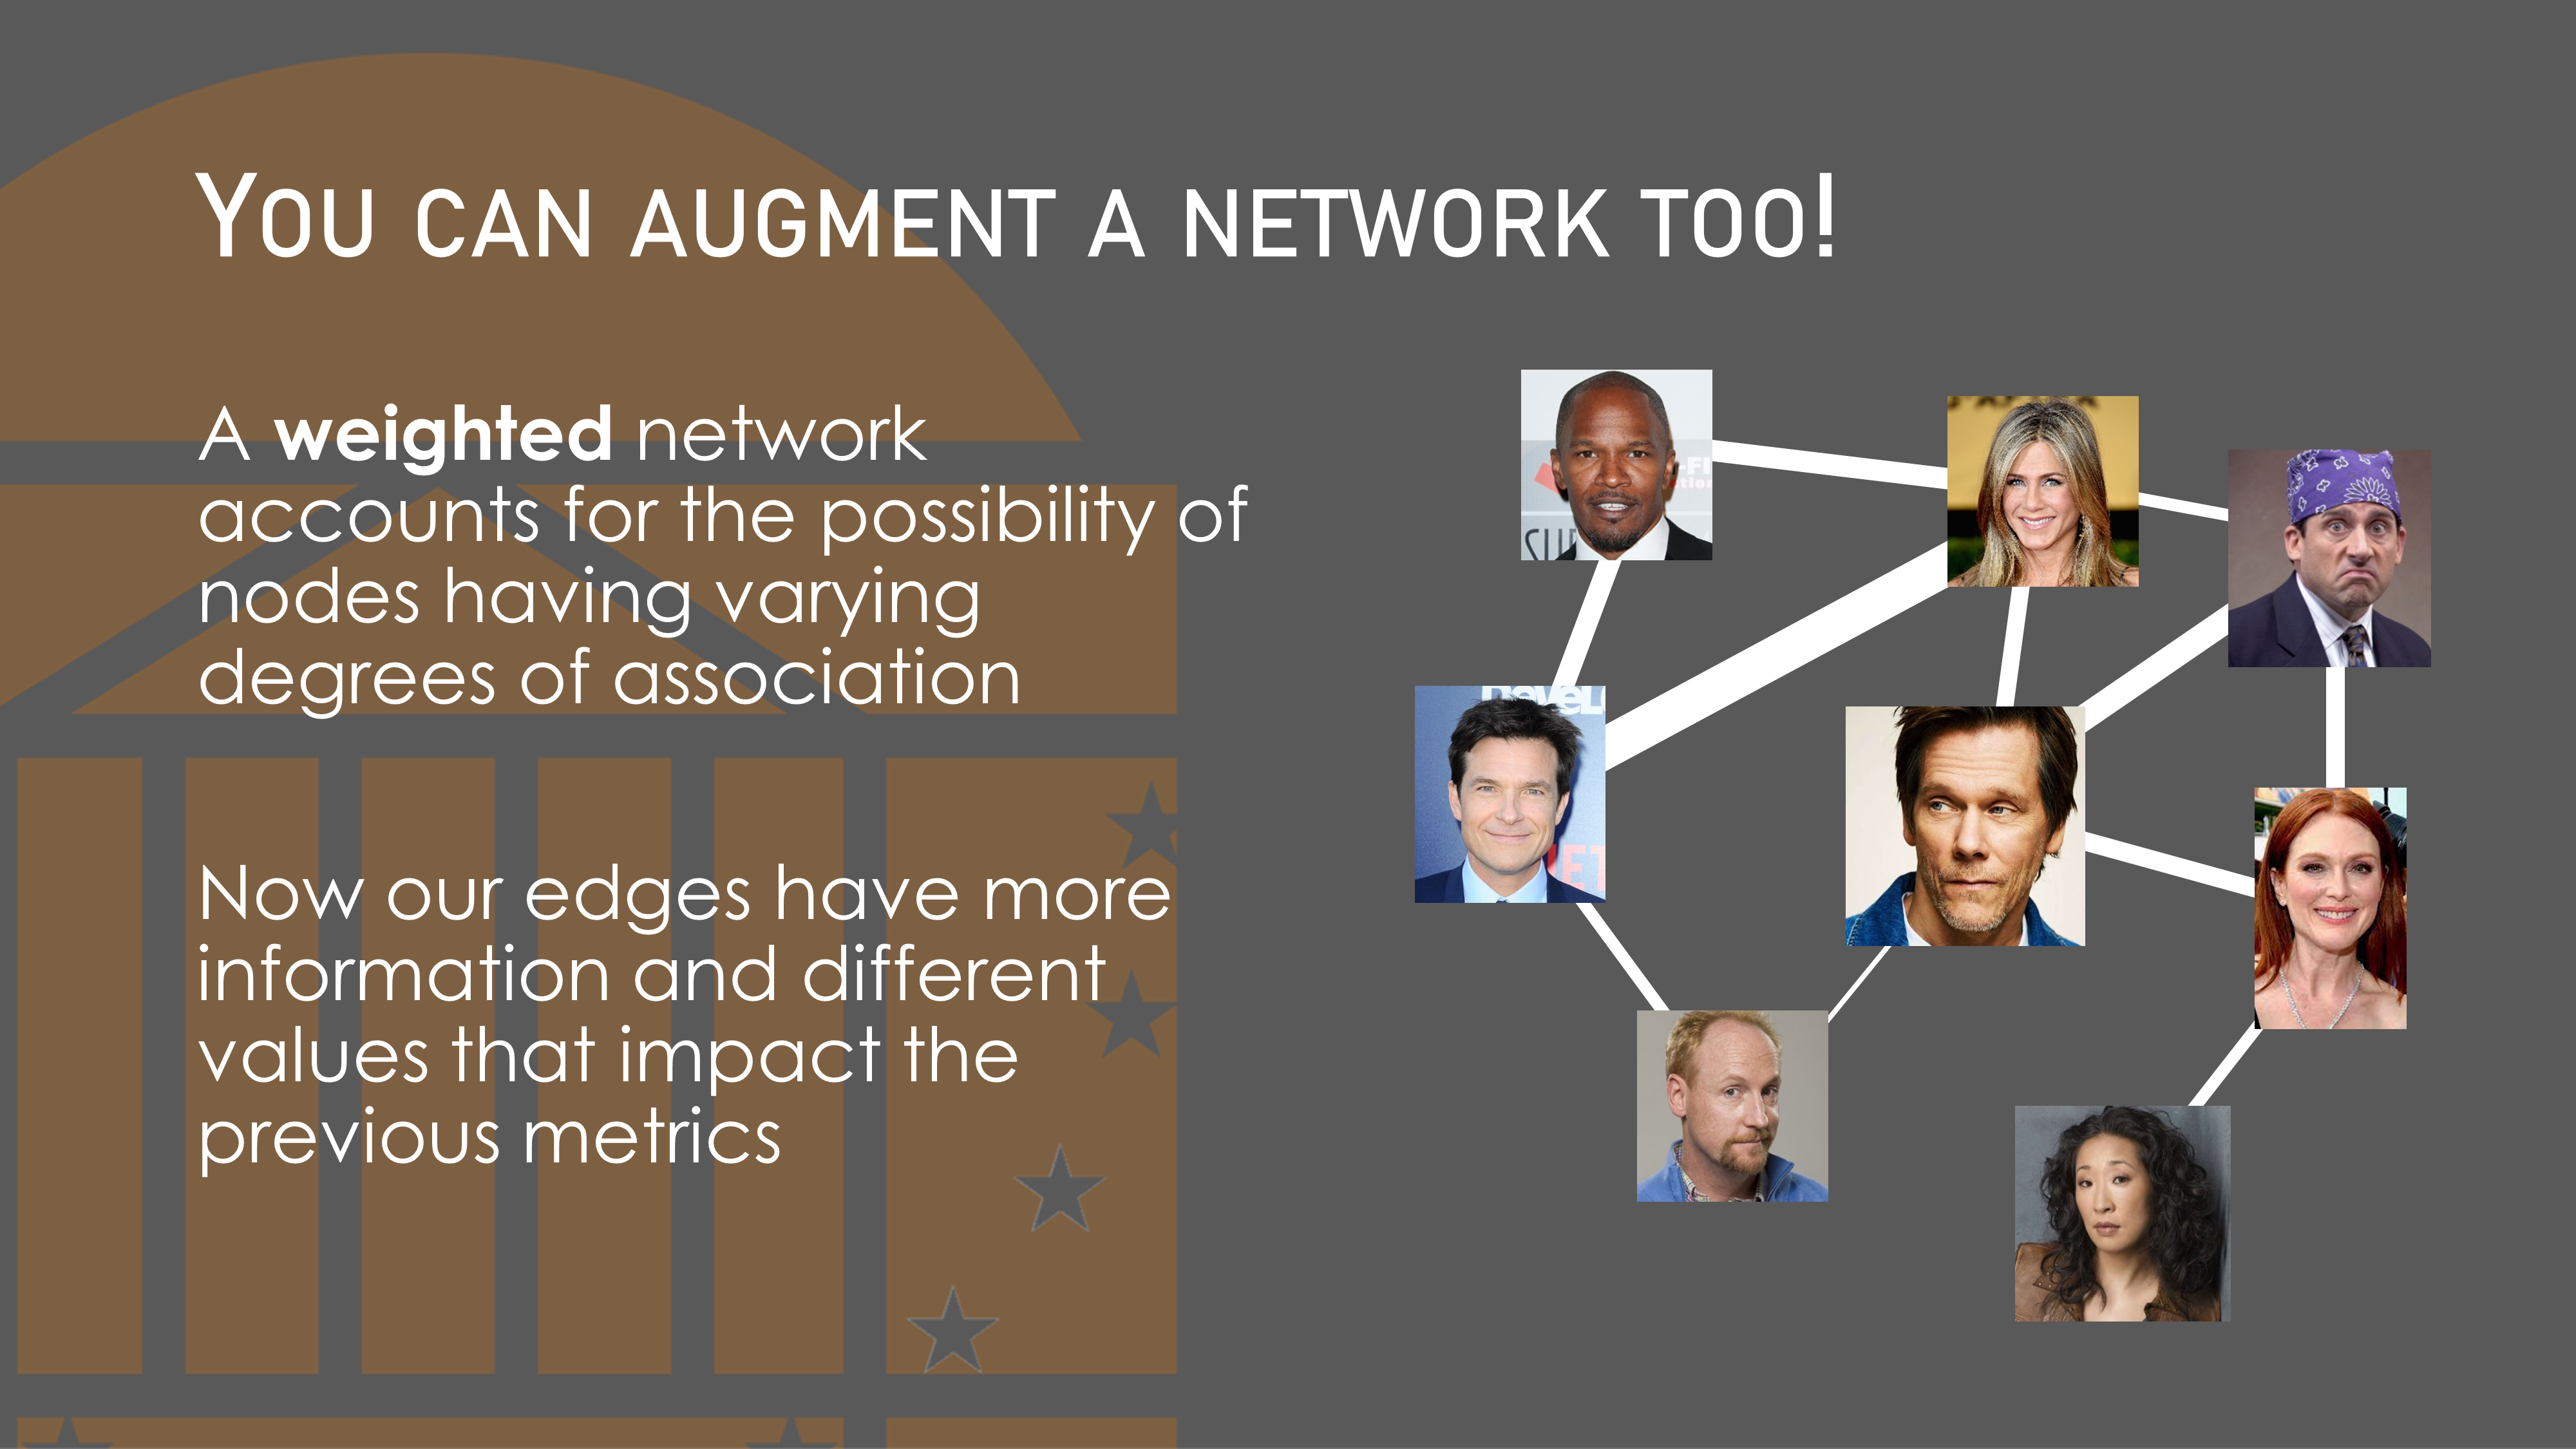 You can augment a network too!
A weighted network
accounts for the possibility of
nodes having varying
degrees of association
Now our edges have more
information and different
values that impact the
previous metrics